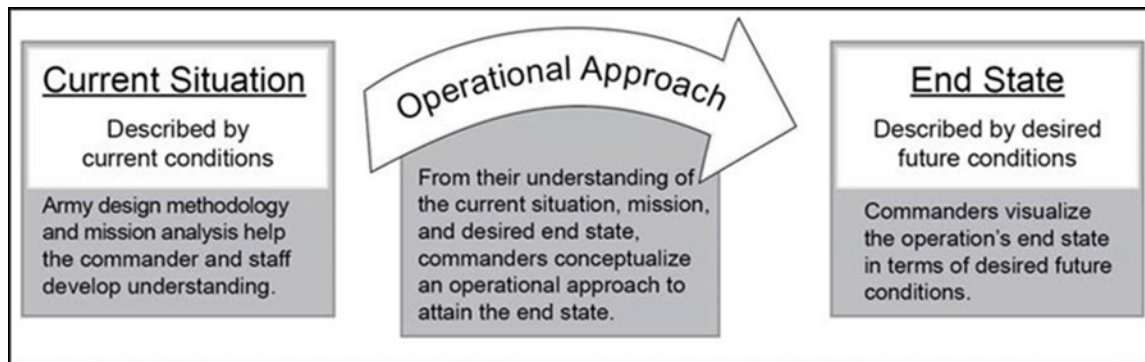 Current Situation
Described by
current conditions
Army design methodology
and mission analysis help
the commander and staff
develop understanding.
Operational Approach
From their understanding of
the current situation, mission,
and desired end state,
commanders conceptualize
an operational approach to
attain the end state.
End State
Described by desired
future conditions
Commanders visualize
the operation's end state
in terms of desired future
conditions.